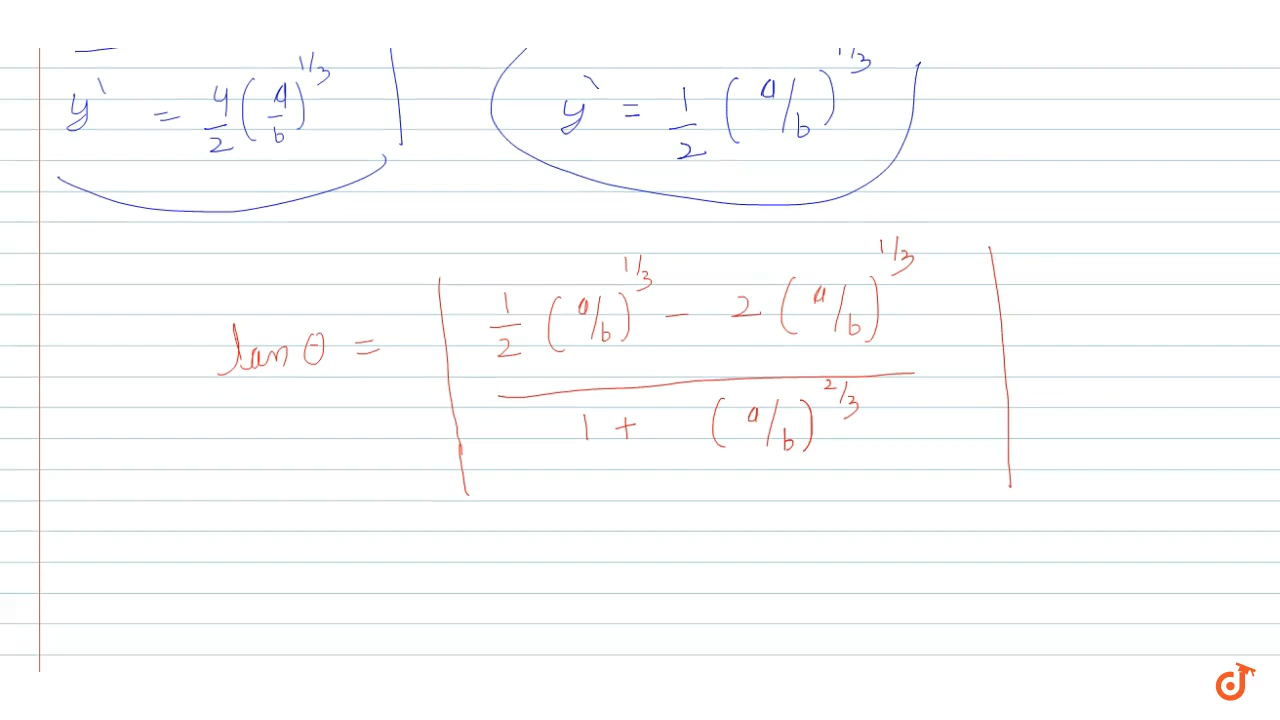 y' = 4/2 (a/b)^1/3    y' = 1/2 (a/b)^1/3
tan θ = | (1/2 (a/b)^1/3 - 2 (a/b)^1/3) / (1 + (a/b)^2/3) |